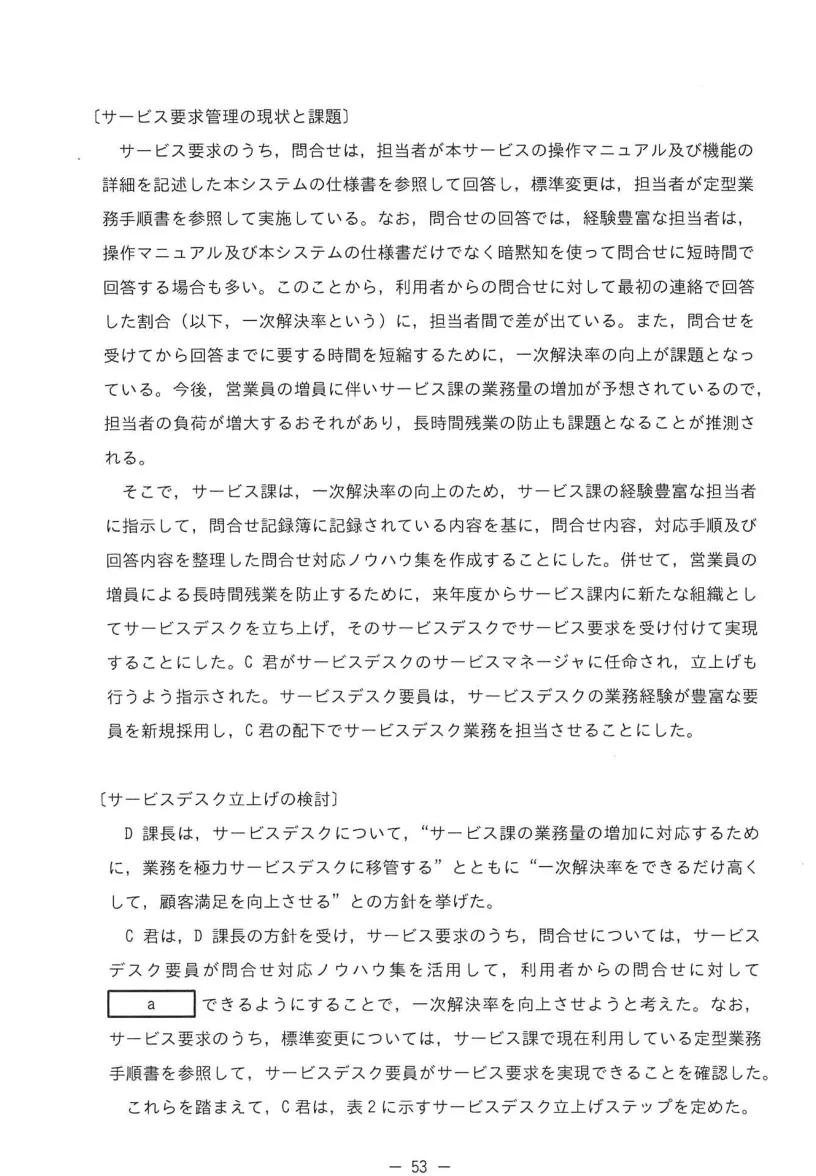 〔サービス要求管理の現状と課題〕
サービス要求のうち，問合せは，担当者が本サービスの操作マニュアル及び機能の
詳細を記述した本システムの仕様書を参照して回答し，標準変更は，担当者が定型業
務手順書を参照して実施している。なお，問合せの回答では，経験豊富な担当者は，
操作マニュアル及び本システムの仕様書だけでなく暗黙知を使って問合せに短時間で
回答する場合も多い。このことから，利用者からの問合せに対して最初の連絡で回答
した割合（以下，一次解決率という）に，担当者間で差が出ている。また，問合せを
受けてから回答までに要する時間を短縮するために，一次解決率の向上が課題となっ
ている。今後，営業員の増員に伴いサービス課の業務量の増加が予想されているので，
担当者の負荷が増大するおそれがあり，長時間残業の防止も課題となることが推測さ
れる。
そこで，サービス課は，一次解決率の向上のため，サービス課の経験豊富な担当者
に指示して，問合せ記録簿に記録されている内容を基に，問合せ内容，対応手順及び
回答内容を整理した問合せ対応ノウハウ集を作成することにした。併せて，営業員の
増員による長時間残業を防止するために，来年度からサービス課内に新たな組織とし
てサービスデスクを立ち上げ，そのサービスデスクでサービス要求を受け付けて実現
することにした。C 君がサービスデスクのサービスマネージャに任命され，立上げも
行うよう指示された。サービスデスク要員は，サービスデスクの業務経験が豊富な要
員を新規採用し，C 君の配下でサービスデスク業務を担当させることにした。
〔サービスデスク立上げの検討〕
D 課長は，サービスデスクについて，“サービス課の業務量の増加に対応するため
に，業務を極力サービスデスクに移管する”とともに“一次解決率をできるだけ高く
して，顧客満足を向上させる”との方針を挙げた。
C 君は，D 課長の方針を受け，サービス要求のうち，問合せについては，サービス
デスク要員が問合せ対応ノウハウ集を活用して，利用者からの問合せに対して
a できるようにすることで，一次解決率を向上させようと考えた。なお，
サービス要求のうち，標準変更については，サービス課で現在利用している定型業務
手順書を参照して，サービスデスク要員がサービス要求を実現できることを確認した。
これらを踏まえて，C 君は，表 2 に示すサービスデスク立上げステップを定めた。
— 53 —